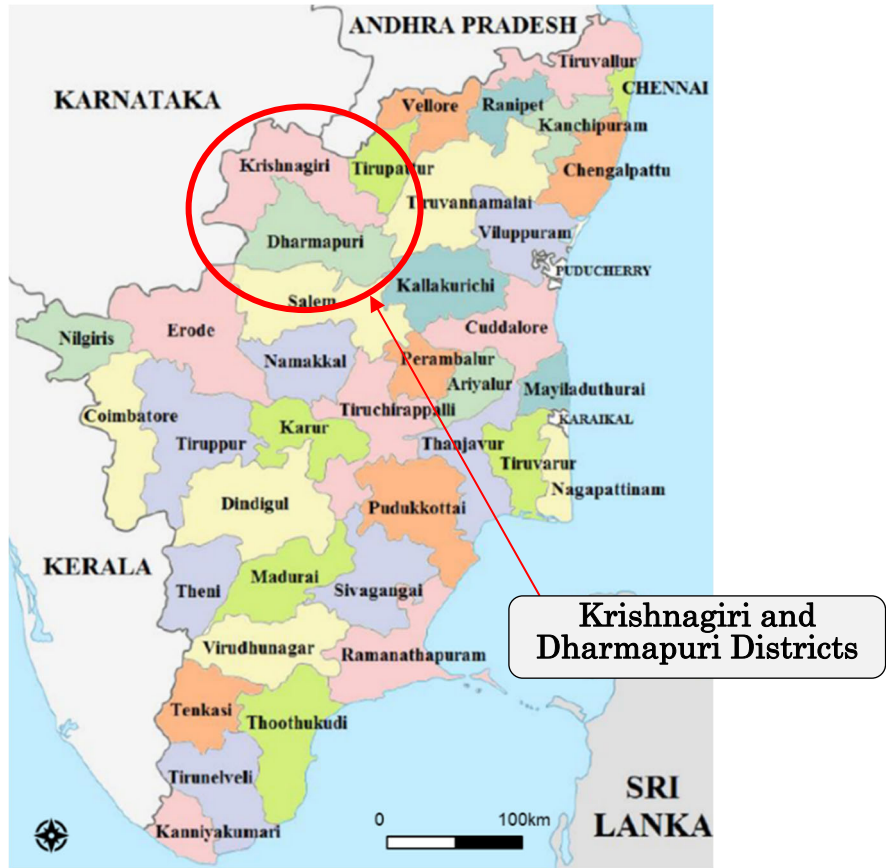 ANDHRA PRADESH
Tiruvallur
CHENNAI
KARNATAKA
Vellore
Ranipet
Kanchipuram
Krishnagiri
Tirupattur
Chengalpattu
Tiruvannamalai
Viluppuram
Dharmapuri
PUDUCHERRY
Kallakurichi
Salem
Cuddalore
Erode
Nilgiris
Namakkal
Perambalur
Ariyalur
Mayiladuthurai
Coimbatore
Tiruchirappalli
KARAIKAL
Karur
Tiruppur
Thanjavur
Tiruvarur
Nagapattinam
Dindigul
Pudukkottai
KERALA
Madurai
Theni
Sivagangai
Krishnagiri and
Dharmapuri Districts
Virudhunagar
Ramanathapuram
Tenkasi
Thoothukudi
Tirunelveli
SRI
LANKA
0
100km
Kanniyakumari